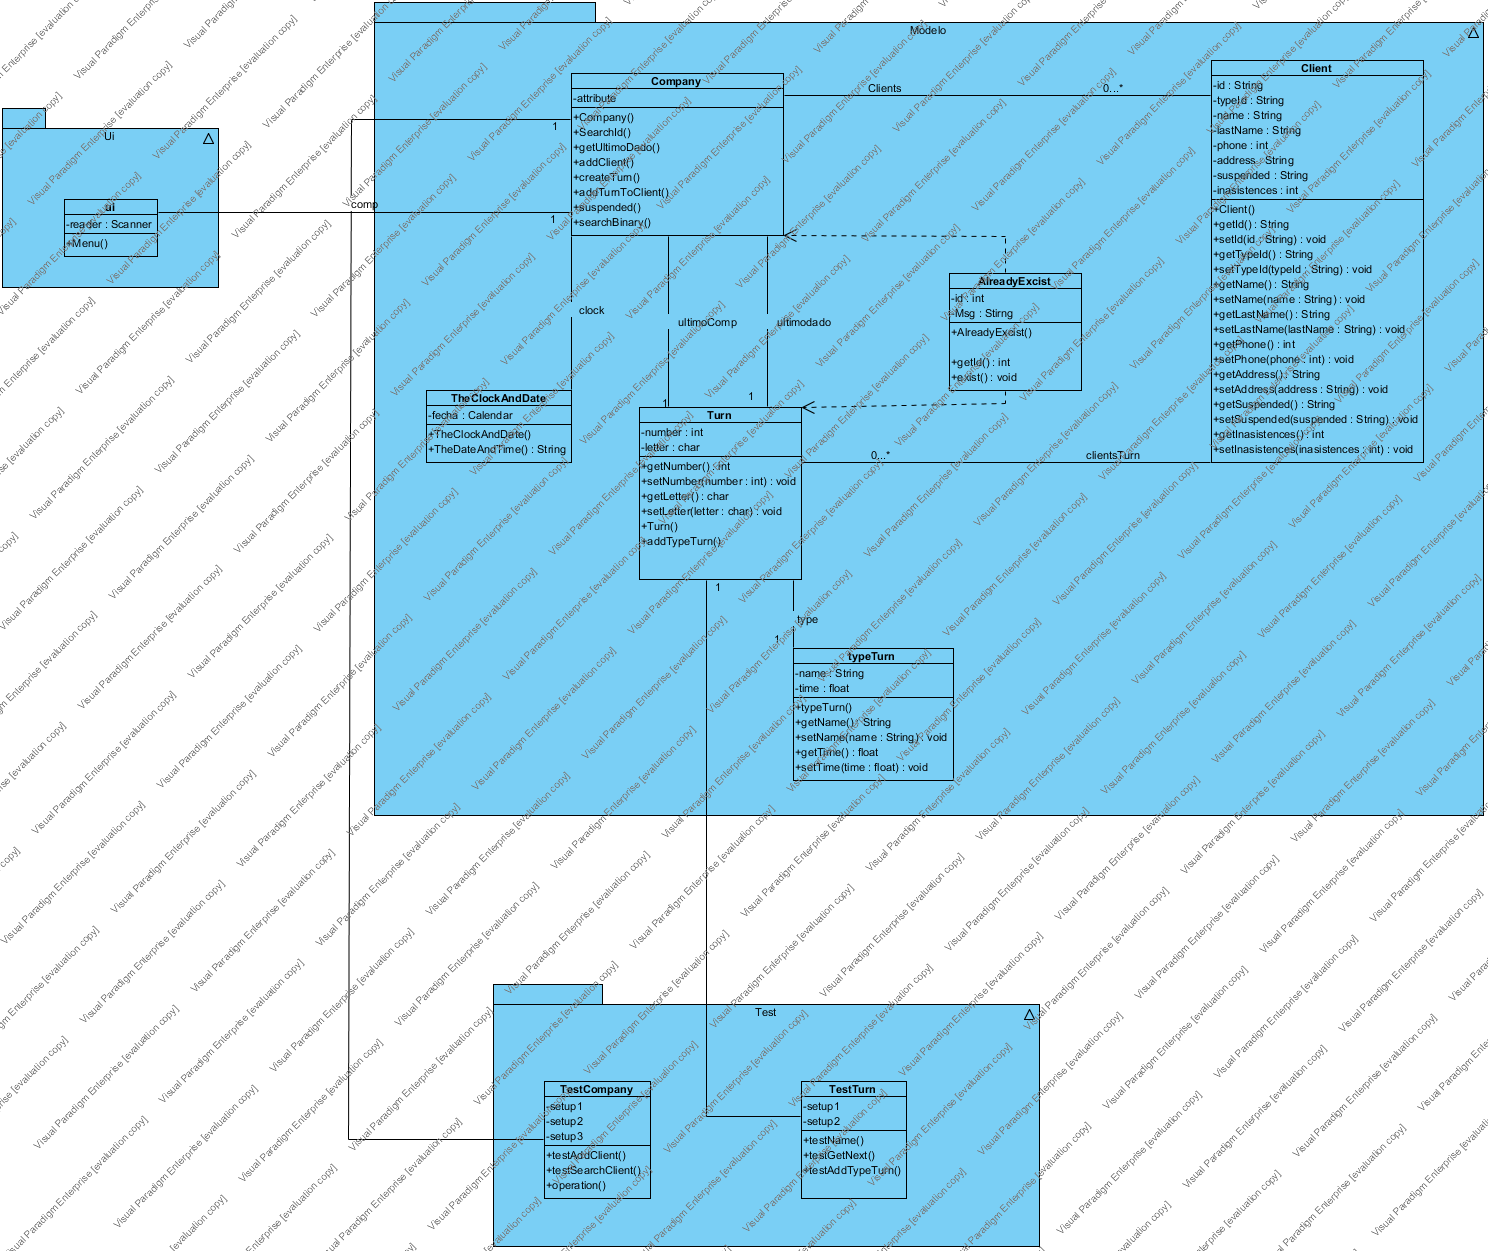 Modelo
Company
-attribute
+Company()
+SearchId()
+getUltimoDado()
+addClient()
+createTurn()
+addTurnToClient()
+suspended()
+searchBinary()
Clients
0...*
Client
-id : String
-typeId : String
-name : String
-lastName : String
-phone : int
-address : String
-suspended : String
-inasistences : int
+Client()
+getId() : String
+setId(id : String) : void
+getTypeId() : String
+setTypeId(typeId : String) : void
+getName() : String
+setName(name : String) : void
+getLastName() : String
+setLastName(lastName : String) : void
+getPhone() : int
+setPhone(phone : int) : void
+getAddress() : String
+setAddress(address : String) : void
+getSuspended() : String
+setSuspended(suspended : String) : void
+getInasistences() : int
+setInasistences(inasistences : int) : void
Ui
ui
-reader : Scanner
+Menu()
1
comp
1
clock
ultimoComp
ultimodado
1
1
AlreadyExcist
-id : int
-Msg : Stirng
+AlreadyExcist()
+getId() : int
+exist() : void
TheClockAndDate
-fecha : Calendar
+TheClockAndDate()
+TheDateAndTime() : String
Turn
-number : int
-letter : char
+getNumber() : int
+setNumber(number : int) : void
+getLetter() : char
+setLetter(letter : char) : void
+Turn()
+addTypeTurn()
0...*
clientsTurn
1
type
1
typeTurn
-name : String
-time : float
+typeTurn()
+getName() : String
+setName(name : String) : void
+getTime() : float
+setTime(time : float) : void
Test
TestCompany
-setup1
-setup2
-setup3
+testAddClient()
+testSearchClient()
+operation()
TestTurn
-setup1
-setup2
+testName()
+testGetNext()
+testAddTypeTurn()
Visual Paradigm Enterprise [evaluation copy]